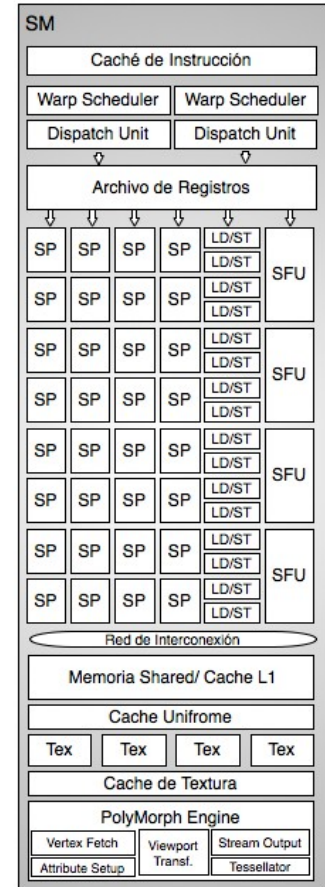 SM
Caché de Instrucción
Warp Scheduler Warp Scheduler
Dispatch Unit Dispatch Unit
Archivo de Registros
SP SP SP SP LD/ST LD/ST SFU
SP SP SP SP LD/ST LD/ST
SP SP SP SP LD/ST LD/ST SFU
SP SP SP SP LD/ST LD/ST
SP SP SP SP LD/ST LD/ST SFU
SP SP SP SP LD/ST LD/ST
SP SP SP SP LD/ST LD/ST SFU
SP SP SP SP LD/ST LD/ST
Red de Interconexión
Memoria Shared/ Cache L1
Cache Unifrome
Tex Tex Tex Tex
Cache de Textura
PolyMorph Engine
Vertex Fetch Viewport Transf. Stream Output
Attribute Setup Tessellator